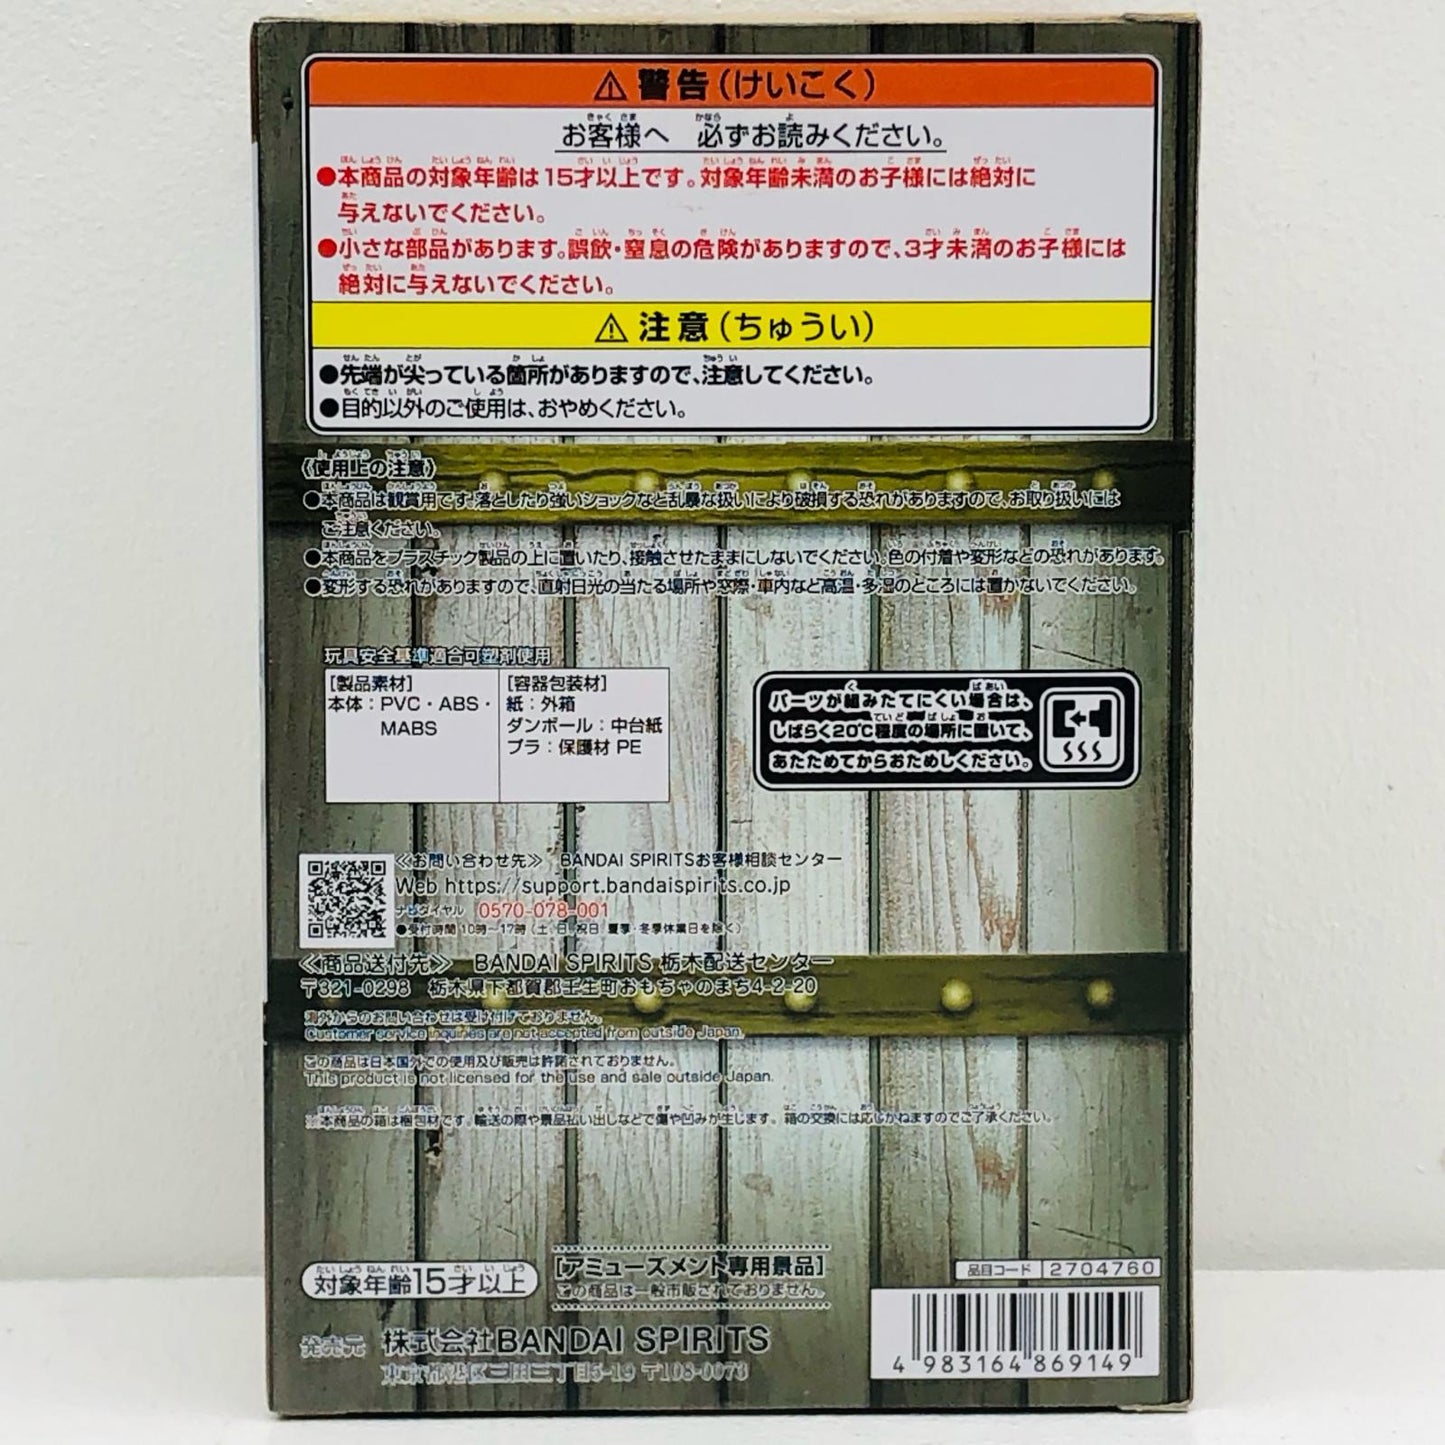 ⚠警告(けいこく)
お客様へ　必ずお読みください。
●本商品の対象年齢は15才以上です。対象年齢未満のお子様には絶対に
与えないでください。
●小さな部品があります。誤飲・窒息の危険がありますので、3才未満のお子様には
絶対に与えないでください。
⚠注意(ちゅうい)
●先端が尖っている箇所がありますので、注意してください。
●目的以外のご使用は、おやめください。
《使用上の注意》
●本商品は観賞用です。落としたり強いショックなど乱暴な扱いにより破損する恐れがありますので、お取り扱いには
ご注意ください。
●本商品をプラスチック製品の上に置いたり、接触させたままにしないでください。色の付着や変形などの恐れがあります。
●変形する恐れがありますので、直射日光の当たる場所や窓際・車内など高温・多湿のところには置かないでください。
玩具安全基準適合可塑剤使用
[製品素材]
本体：PVC・ABS・
MABS
[容器包装材]
紙：外箱
ダンボール：中台紙
プラ：保護材 PE
パーツが組みたてにくい場合は、
しばらく20℃程度の場所に置いて、
あたためてからおためしください。
≪お問い合わせ先≫　BANDAI SPIRITSお客様相談センター
Web https://support.bandaispirits.co.jp
ナビダイヤル 0570-078-001
●受付時間 10時～17時 (土、日、祝日、夏季・冬季休業日を除く)
≪商品送付先≫　BANDAI SPIRITS 栃木配送センター
〒321-0298　栃木県下都賀郡壬生町おもちゃのまち4-2-20
海外からのお問い合わせは受け付けておりません。
Customer service inquiries are not accepted from outside Japan.
この商品は日本国外での使用及び販売は許諾されておりません。
This product is not licensed for the use and sale outside Japan.
※本商品の箱は梱包材です。輸送の際や景品払い出しなどで傷や凹みが生じます。箱の交換には応じかねますのでご了承ください。
対象年齢15才以上
[アミューズメント専用景品]
この商品は一般市販されておりません。
品目コード 2704760
発売元　株式会社BANDAI SPIRITS
東京都港区三田三丁目5-19 〒108-0073
4 983164 869149